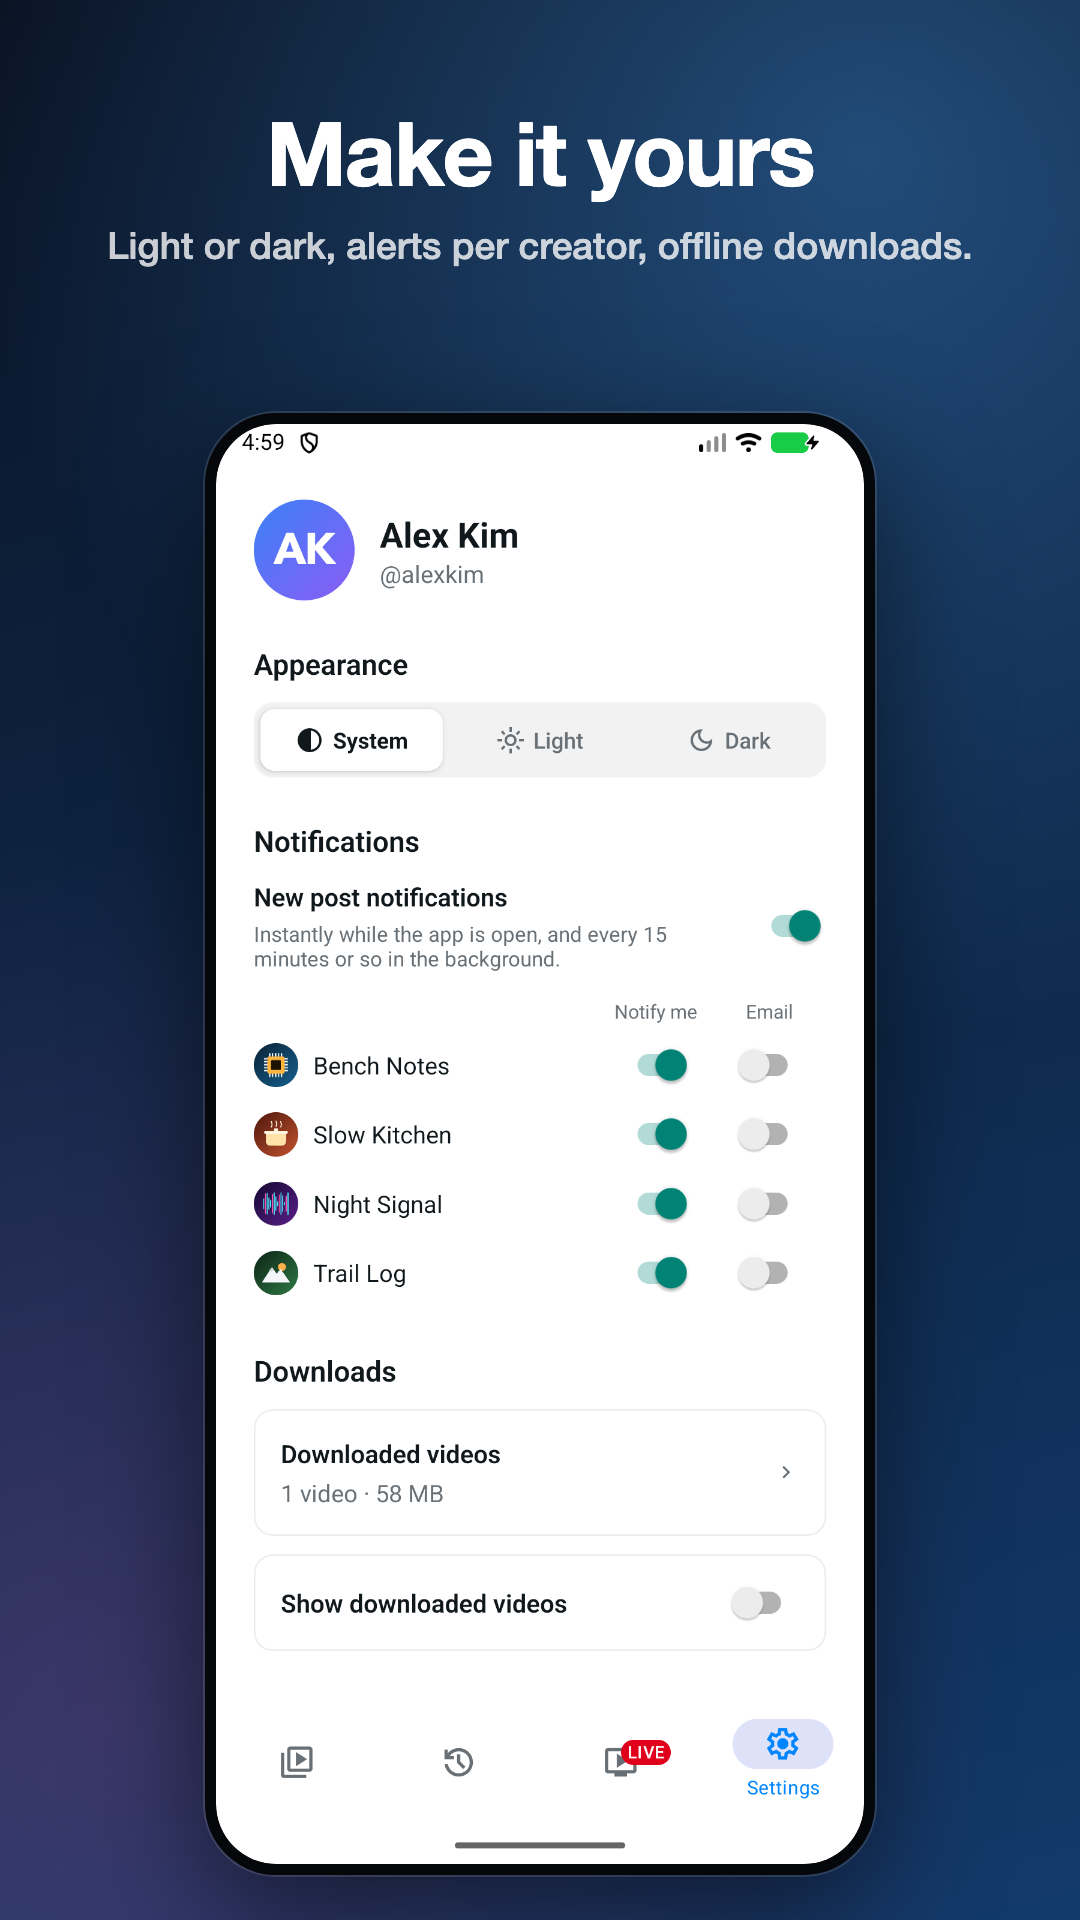 Make it yours
Light or dark, alerts per creator, offline downloads.
4:59
AK
Alex Kim
@alexkim
Appearance
System
Light
Dark
Notifications
New post notifications
Instantly while the app is open, and every 15
minutes or so in the background.
Notify me
Email
Bench Notes
Slow Kitchen
Night Signal
Trail Log
Downloads
Downloaded videos
1 video · 58 MB
Show downloaded videos
LIVE
Settings